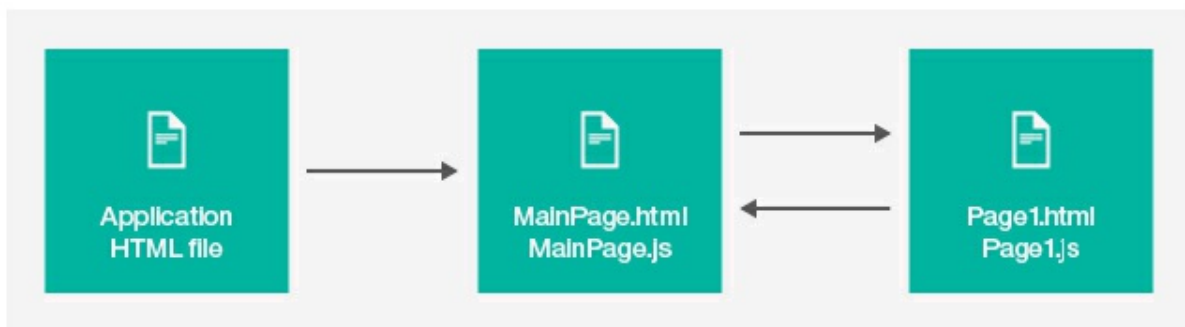 Application
HTML file
MainPage.html
MainPage.js
Page1.html
Page1.js